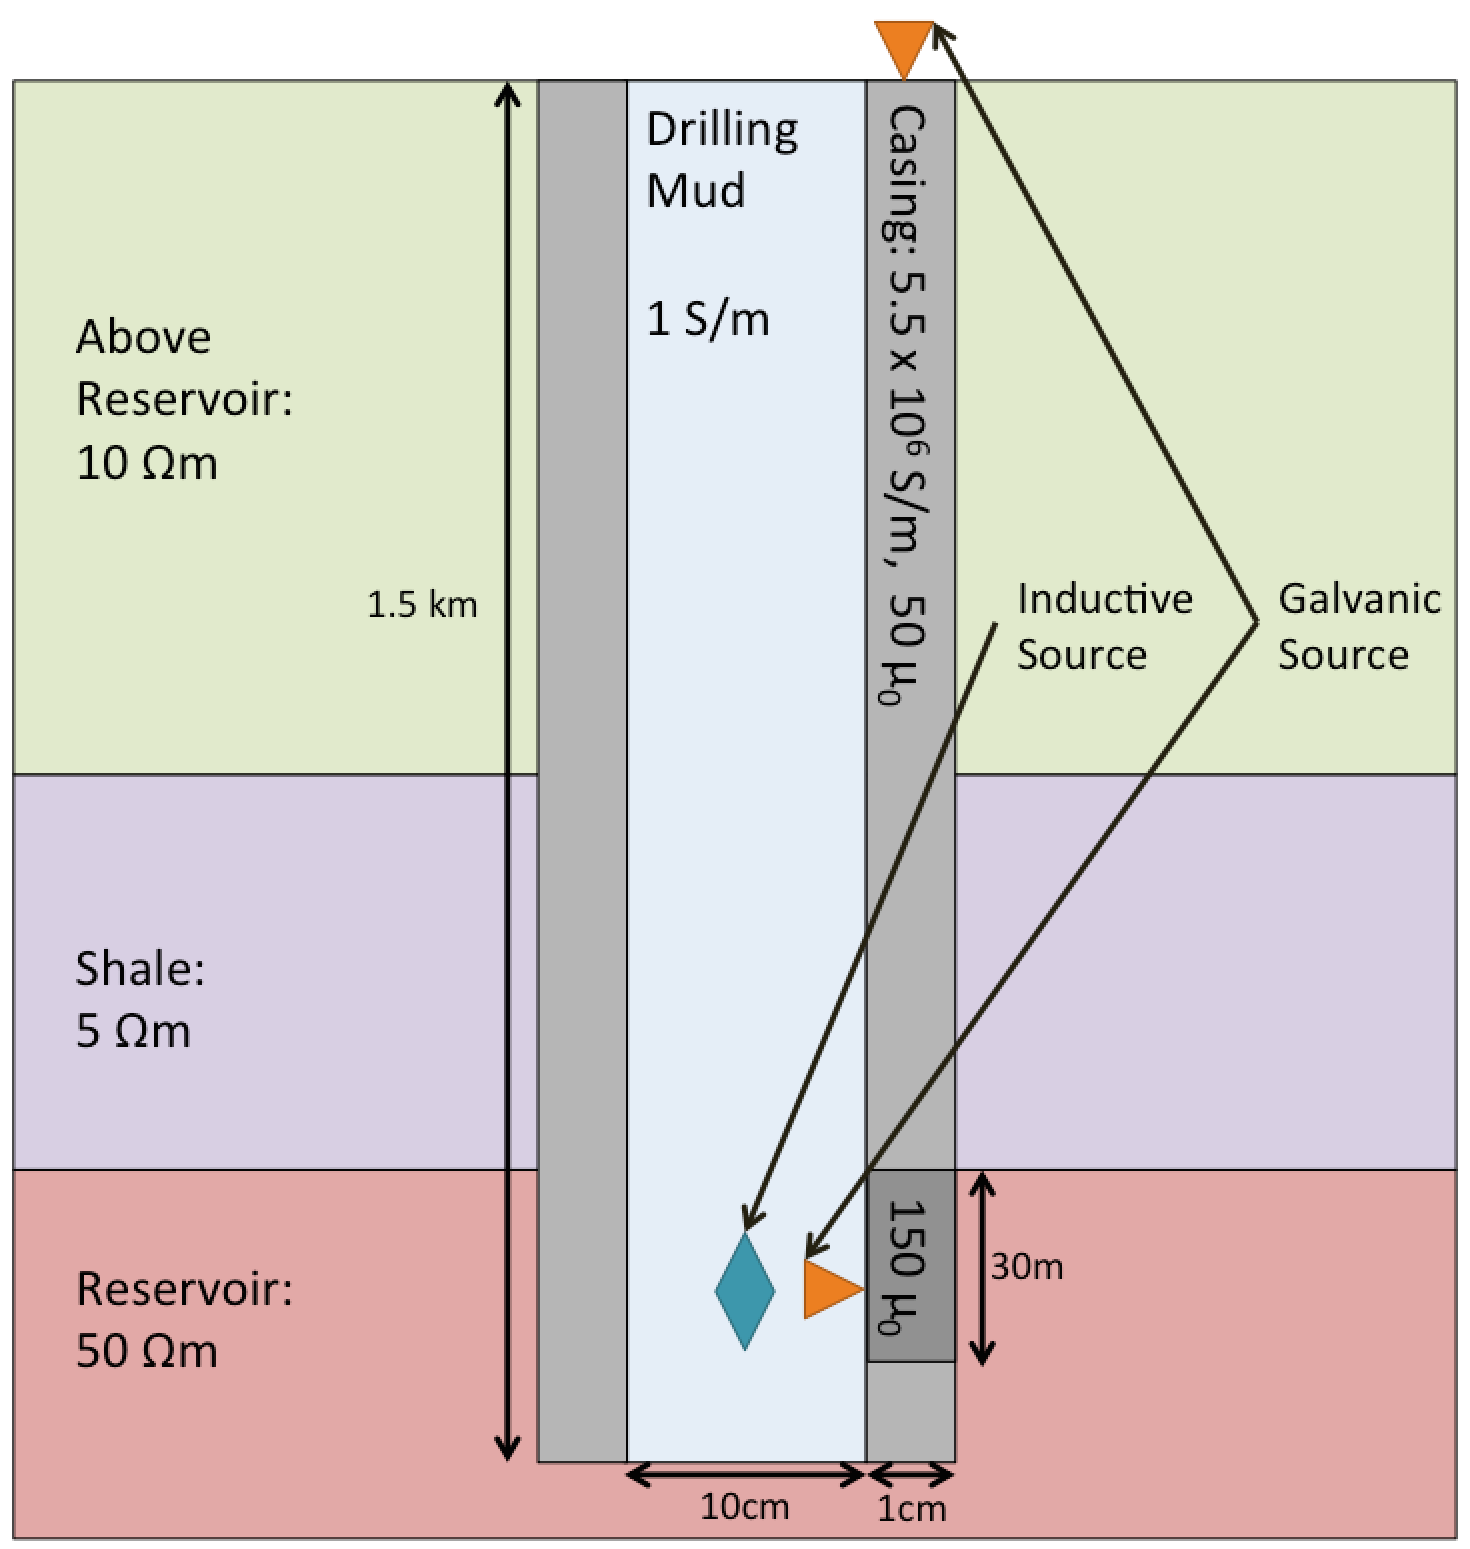 Drilling
Mud
1 S/m
Casing: 5.5 x 10⁶ S/m, 50 μ₀
Above
Reservoir:
10 Ωm
1.5 km
Inductive
Source
Galvanic
Source
Shale:
5 Ωm
Reservoir:
50 Ωm
150 μ₀
30m
10cm
1cm